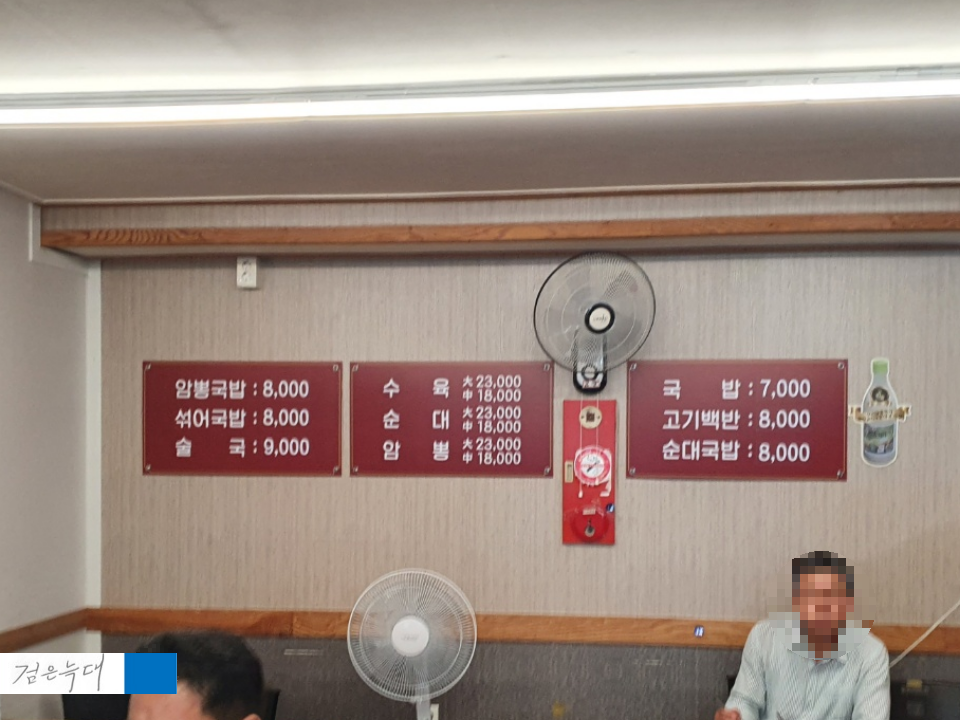 암뽕국밥 : 8,000
섞어국밥 : 8,000
술 국 : 9,000
수 육 大 23,000
中 18,000
순 대 大 23,000
中 18,000
암 뽕 大 23,000
中 18,000
국 밥 : 7,000
고기백반 : 8,000
순대국밥 : 8,000
검은늑대